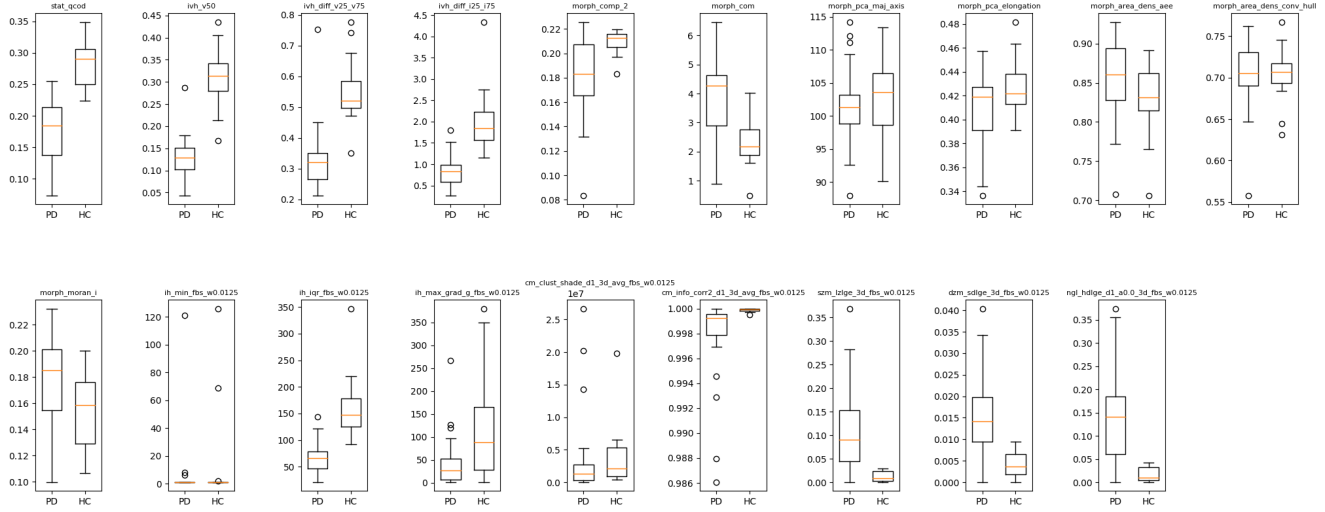 stat_qcod ivh_v50 ivh_diff_v25_v75 ivh_diff_i25_i75 morph_comp_2 morph_com morph_pca_maj_axis morph_pca_elongation morph_area_dens_aee morph_area_dens_conv_hull
0.35 0.30 0.25 0.20 0.15 0.10
PD HC
0.45 0.40 0.35 0.30 0.25 0.20 0.15 0.10 0.05
PD HC
0.8 0.7 0.6 0.5 0.4 0.3 0.2
PD HC
4.5 4.0 3.5 3.0 2.5 2.0 1.5 1.0 0.5
PD HC
0.22 0.20 0.18 0.16 0.14 0.12 0.10 0.08
PD HC
6 5 4 3 2 1
PD HC
115 110 105 100 95 90
PD HC
0.48 0.46 0.44 0.42 0.40 0.38 0.36 0.34
PD HC
0.90 0.85 0.80 0.75 0.70
PD HC
0.75 0.70 0.65 0.60 0.55
PD HC
morph_moran_i ih_min_fbs_w0.0125 ih_iqr_fbs_w0.0125 ih_max_grad_g_fbs_w0.0125 cm_clust_shade_d1_3d_avg_fbs_w0.0125 cm_info_corr2_d1_3d_avg_fbs_w0.0125 szm_lzlge_3d_fbs_w0.0125 dzm_sdlge_3d_fbs_w0.0125 ngl_hdlge_d1_a0.0_3d_fbs_w0.0125
0.22 0.20 0.18 0.16 0.14 0.12 0.10
PD HC
120 100 80 60 40 20 0
PD HC
350 300 250 200 150 100 50
PD HC
350 300 250 200 150 100 50 0
PD HC
1e7
2.5 2.0 1.5 1.0 0.5 0.0
PD HC
1.000 0.998 0.996 0.994 0.992 0.990 0.988 0.986
PD HC
0.35 0.30 0.25 0.20 0.15 0.10 0.05 0.00
PD HC
0.040 0.035 0.030 0.025 0.020 0.015 0.010 0.005 0.000
PD HC
0.35 0.30 0.25 0.20 0.15 0.10 0.05 0.00
PD HC